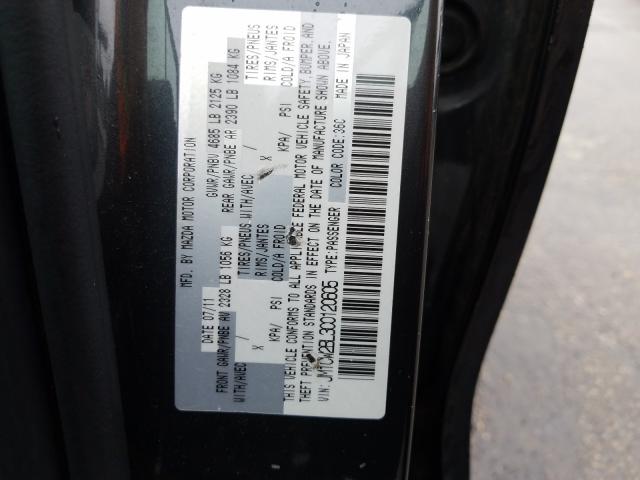 MFD. BY MAZDA MOTOR CORPORATION
DATE 07/11 GVWR/PNBV 4685 LB 2125 KG
FRONT GAWR/PNBE AV 2328 LB 1056 KG REAR GAWR/PNBE AR 2390 LB 1084 KG
WITH/AVEC / TIRES/PNEUS WITH/AVEC / TIRES/PNEUS
X RIMS/JANTES X RIMS/JANTES
KPA/ PSI COLD/A FROID KPA/ PSI COLD/A FROID
THIS VEHICLE CONFORMS TO ALL APPLICABLE FEDERAL MOTOR VEHICLE SAFETY, BUMPER, AND
THEFT PREVENTION STANDARDS IN EFFECT ON THE DATE OF MANUFACTURE SHOWN ABOVE.
VIN: JM1CW2BL3C0120605 TYPE: PASSENGER COLOR CODE: 36C MADE IN JAPAN